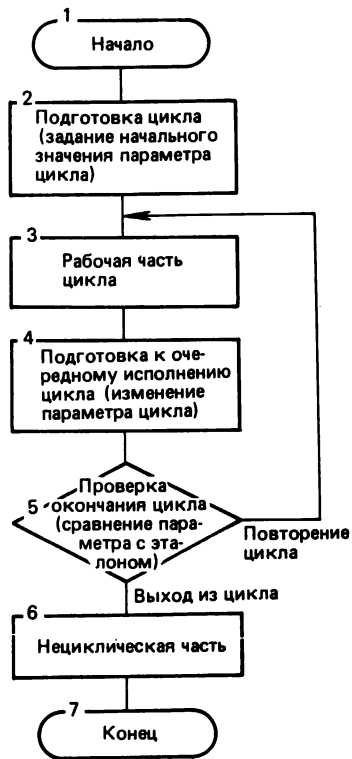 1
Начало
2
Подготовка цикла
(задание начального
значения параметра
цикла)
3
Рабочая часть
цикла
4
Подготовка к оче-
редному исполнению
цикла (изменение
параметра цикла)
5
Проверка
окончания цикла
(сравнение пара-
метра с эта-
лоном)
Повторение
цикла
Выход из цикла
6
Нециклическая часть
7
Конец